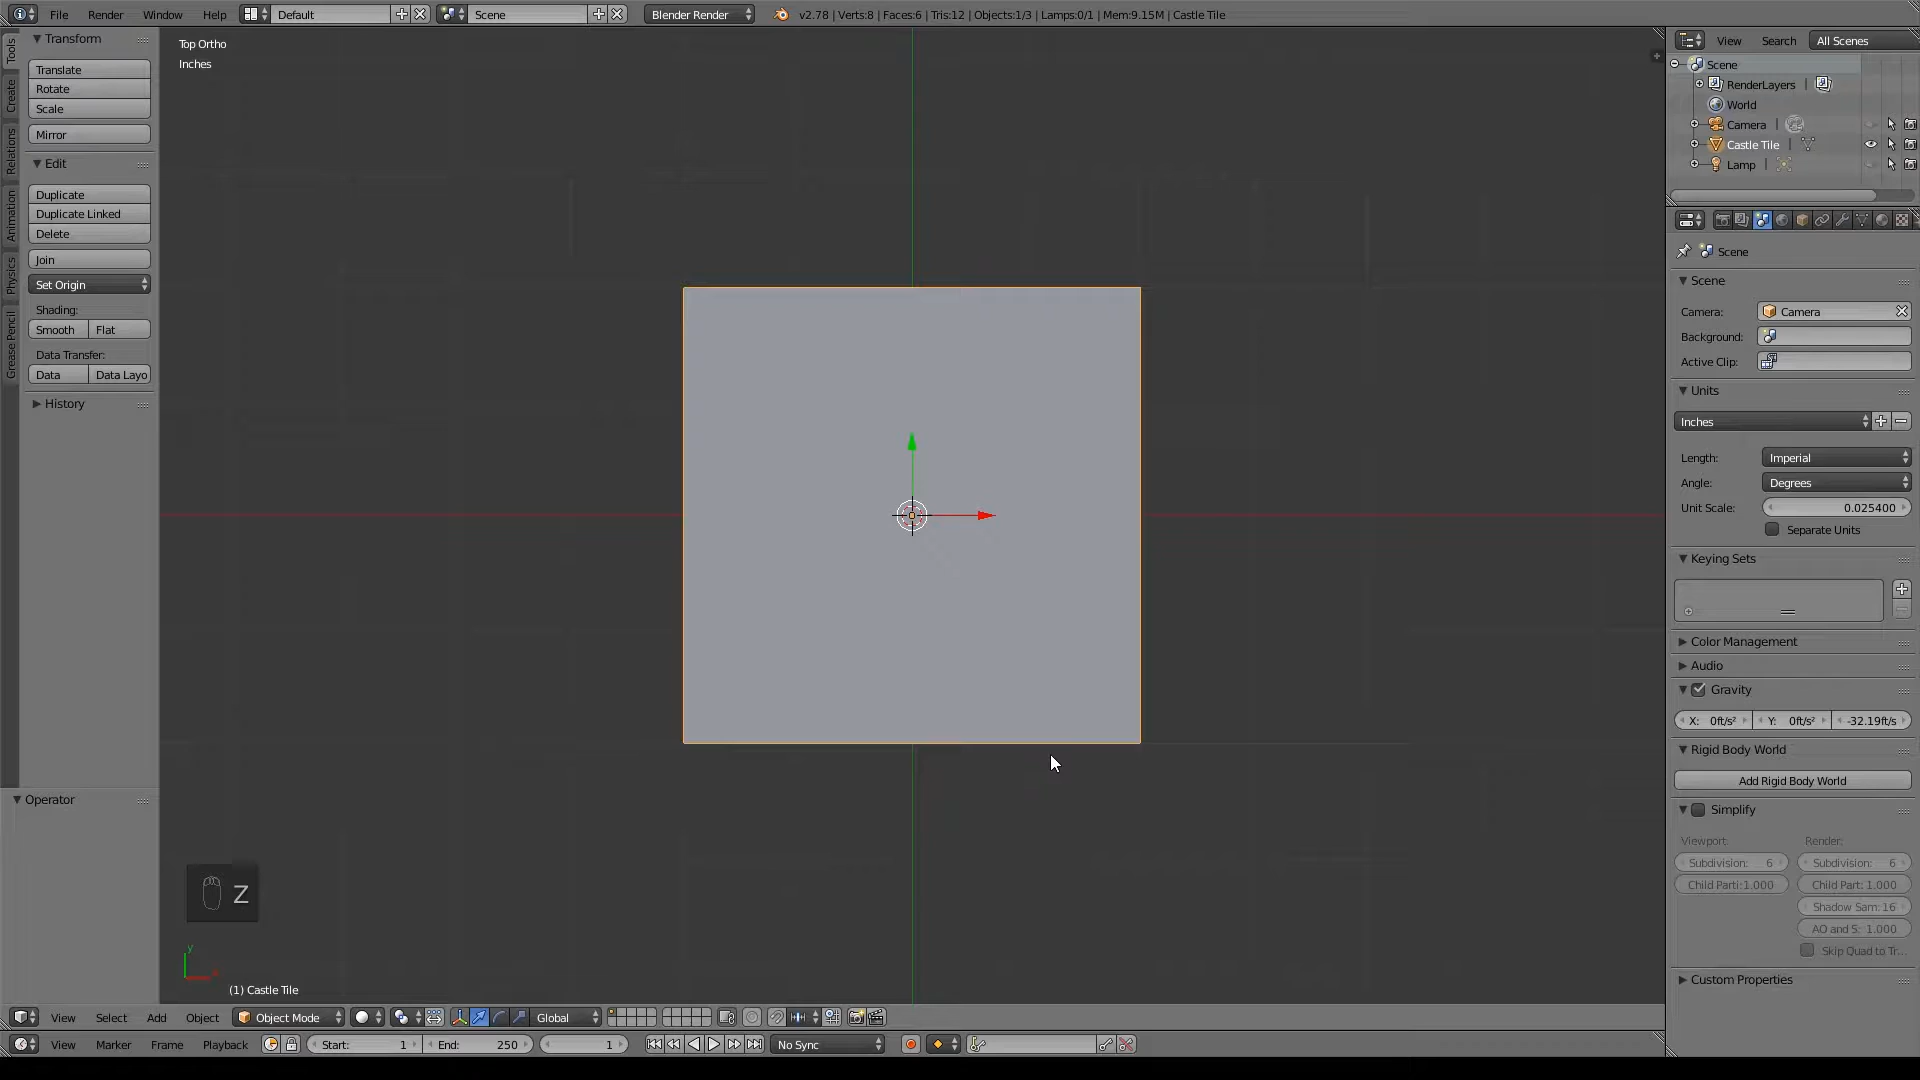 File Render Window Help Default Scene Blender Render v2.78 | Verts:8 | Faces:6 | Tris:12 | Objects:1/3 | Lamps:0/1 | Mem:9.15M | Castle Tile
Tools
Create
Relations
Animation
Physics
Grease Pencil
Transform
Translate
Rotate
Scale
Mirror
Edit
Duplicate
Duplicate Linked
Delete
Join
Set Origin
Shading:
Smooth Flat
Data Transfer:
Data Data Layo
History
Operator
Top Ortho
Inches
Z
y
x
(1) Castle Tile
View Search All Scenes
Scene
RenderLayers |
World
Camera |
Castle Tile |
Lamp |
Scene
Scene
Camera: Camera
Background:
Active Clip:
Units
Inches
Length: Imperial
Angle: Degrees
Unit Scale: 0.025400
Separate Units
Keying Sets
Color Management
Audio
Gravity
X: 0ft/s² Y: 0ft/s² -32.19ft/s
Rigid Body World
Add Rigid Body World
Simplify
Viewport: Render:
Subdivision: 6 Subdivision: 6
Child Parti:1.000 Child Part: 1.000
Shadow Sam: 16
AO and S: 1.000
Skip Quad to Tr...
Custom Properties
View Select Add Object Object Mode Global
View Marker Frame Playback Start: 1 End: 250 1 No Sync